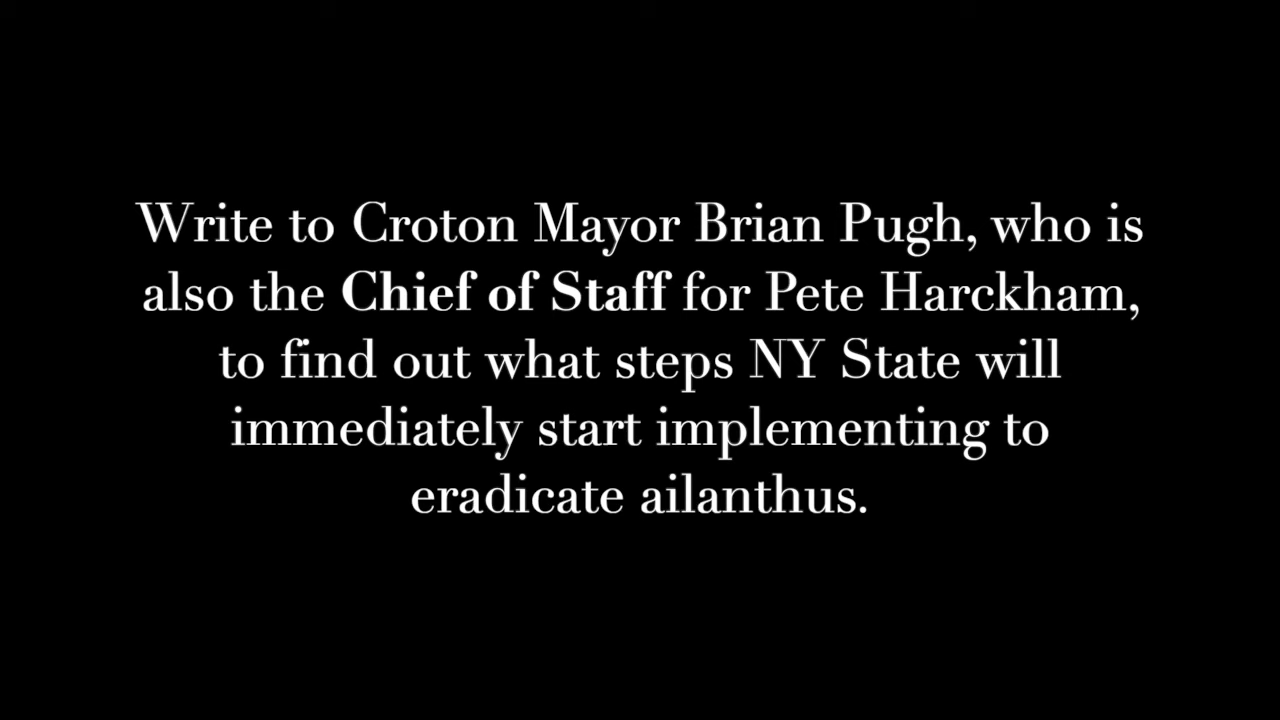 Write to Croton Mayor Brian Pugh, who is
also the Chief of Staff for Pete Harckham,
to find out what steps NY State will
immediately start implementing to
eradicate ailanthus.